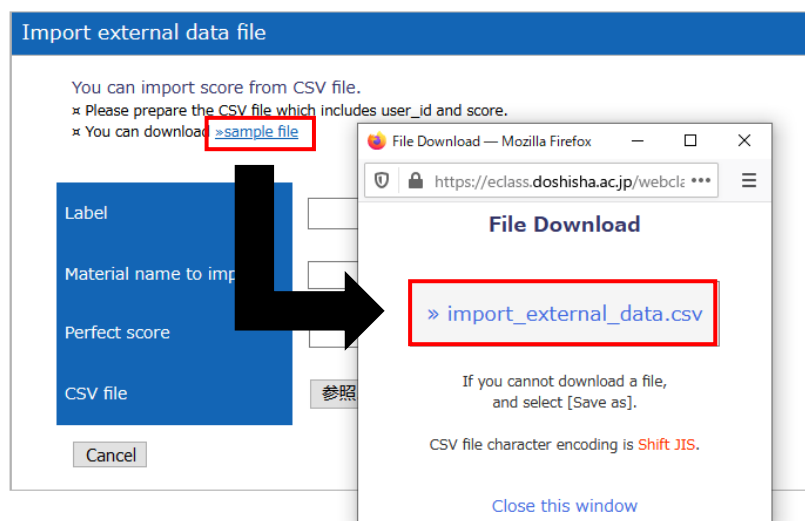 Import external data file
You can import score from CSV file.
¤ Please prepare the CSV file which includes user_id and score.
¤ You can download »sample file
Label
Material name to imp
Perfect score
CSV file
参照
Cancel
File Download — Mozilla Firefox
https://eclass.doshisha.ac.jp/webcla
File Download
» import_external_data.csv
If you cannot download a file,
and select [Save as].
CSV file character encoding is Shift JIS.
Close this window